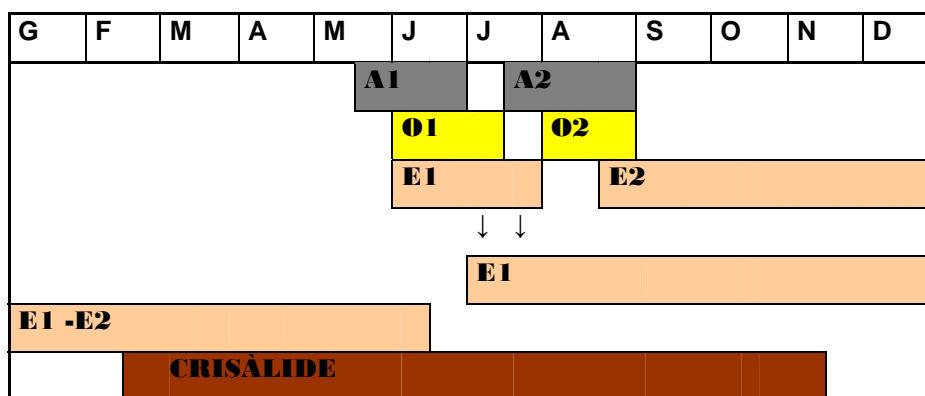 G F M A M J J A S O N D
A1 A2
O1 O2
E1 E2
↓ ↓
E1
E1 -E2
CRISÀLIDE